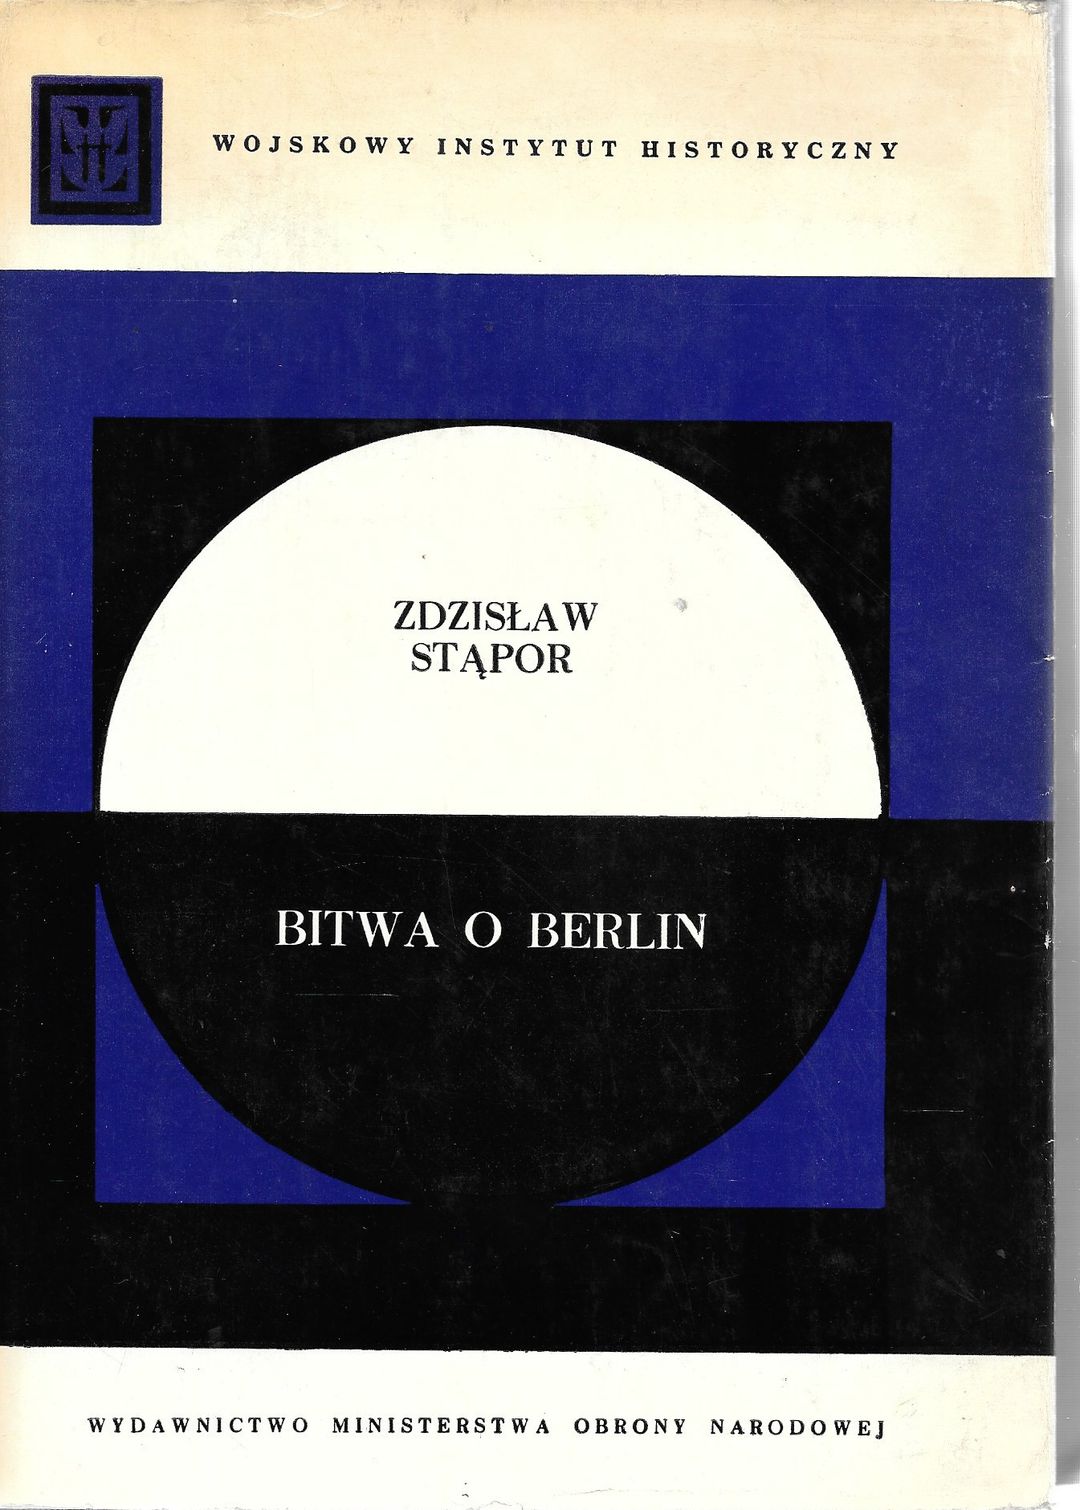 WOJSKOWY INSTYTUT HISTORYCZNY
ZDZISŁAW
STĄPOR
BITWA O BERLIN
WYDAWNICTWO MINISTERSTWA OBRONY NARODOWEJ